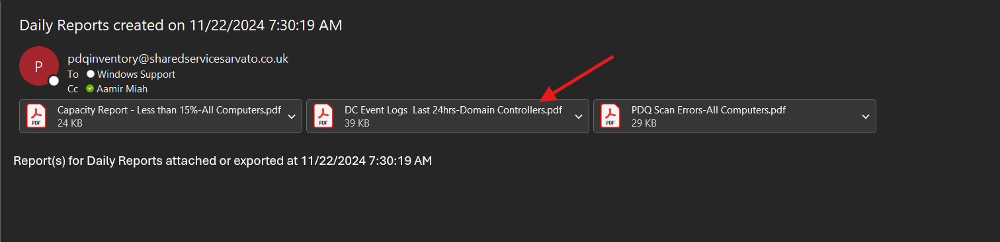 Daily Reports created on 11/22/2024 7:30:19 AM
P
pdqinventory@sharedservicesarvato.co.uk
To Windows Support
Cc Aamir Miah
PDF
Capacity Report - Less than 15%-All Computers.pdf
24 KB
PDF
DC Event Logs  Last 24hrs-Domain Controllers.pdf
39 KB
PDF
PDQ Scan Errors-All Computers.pdf
29 KB
Report(s) for Daily Reports attached or exported at 11/22/2024 7:30:19 AM